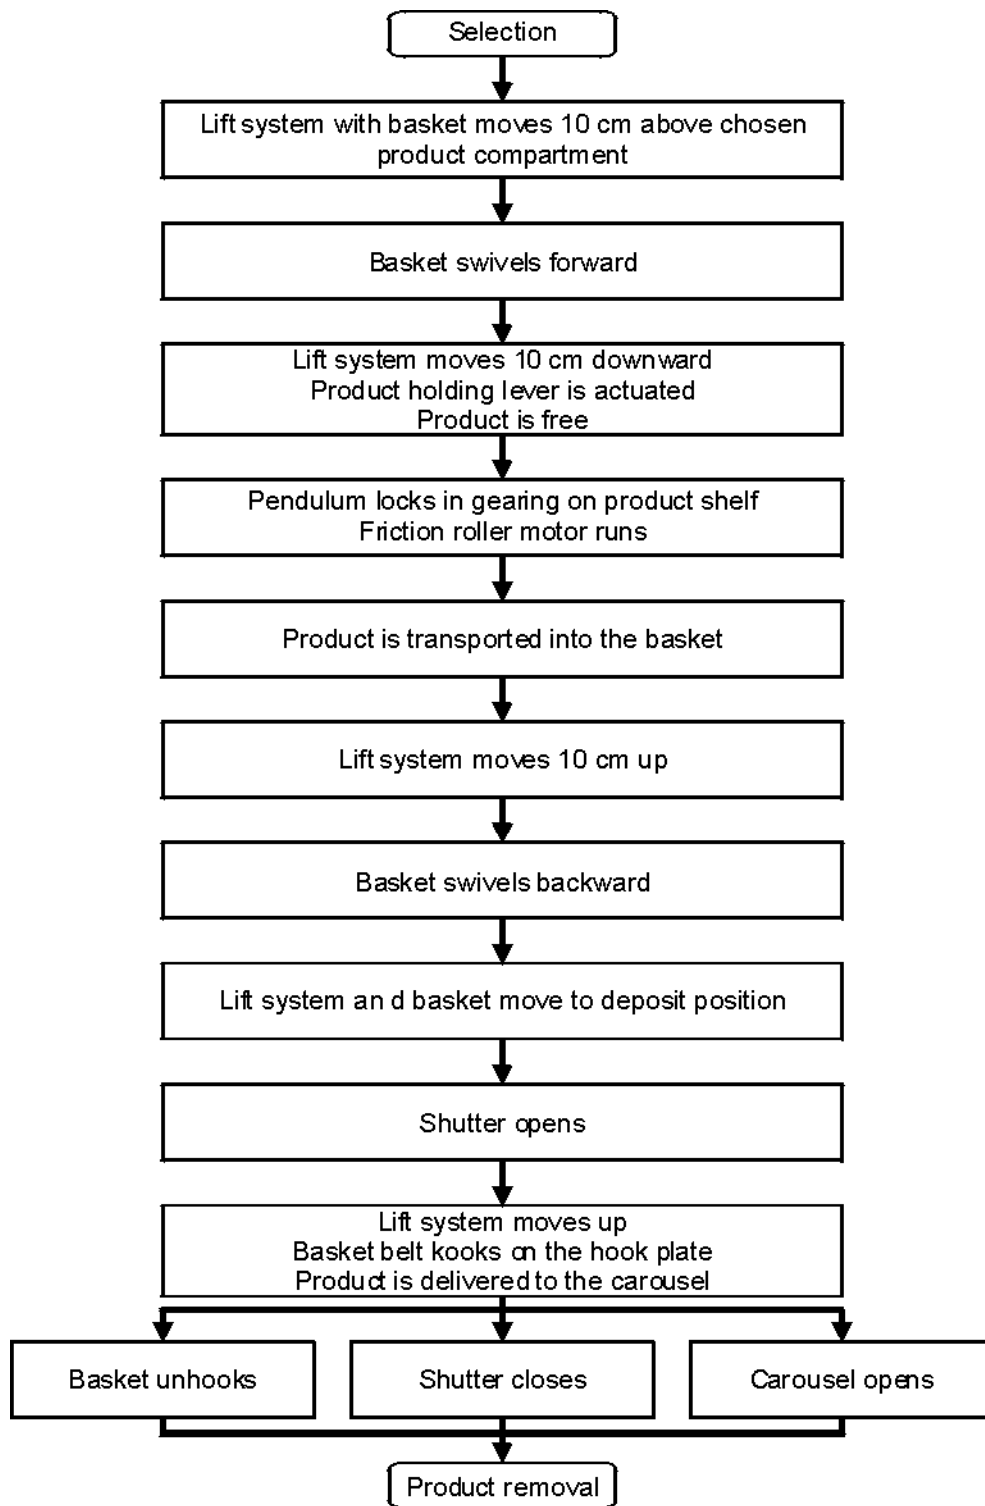 Selection
Lift system with basket moves 10 cm above chosen
product compartment
Basket swivels forward
Lift system moves 10 cm downward
Product holding lever is actuated
Product is free
Pendulum locks in gearing on product shelf
Friction roller motor runs
Product is transported into the basket
Lift system moves 10 cm up
Basket swivels backward
Lift system an d basket move to deposit position
Shutter opens
Lift system moves up
Basket belt kooks on the hook plate
Product is delivered to the carousel
Basket unhooks
Shutter closes
Carousel opens
Product removal